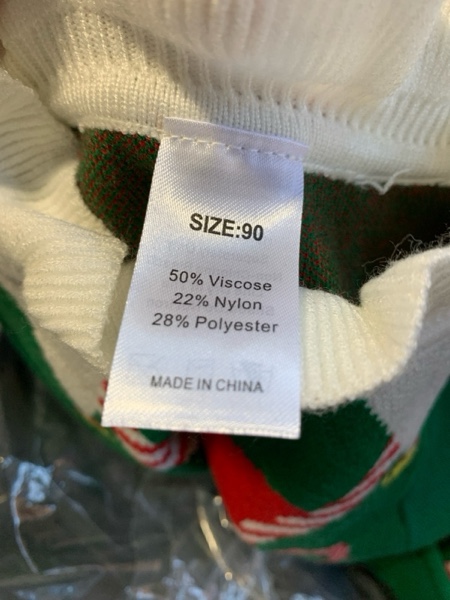 SIZE:90
50% Viscose
22% Nylon
28% Polyester
MADE IN CHINA